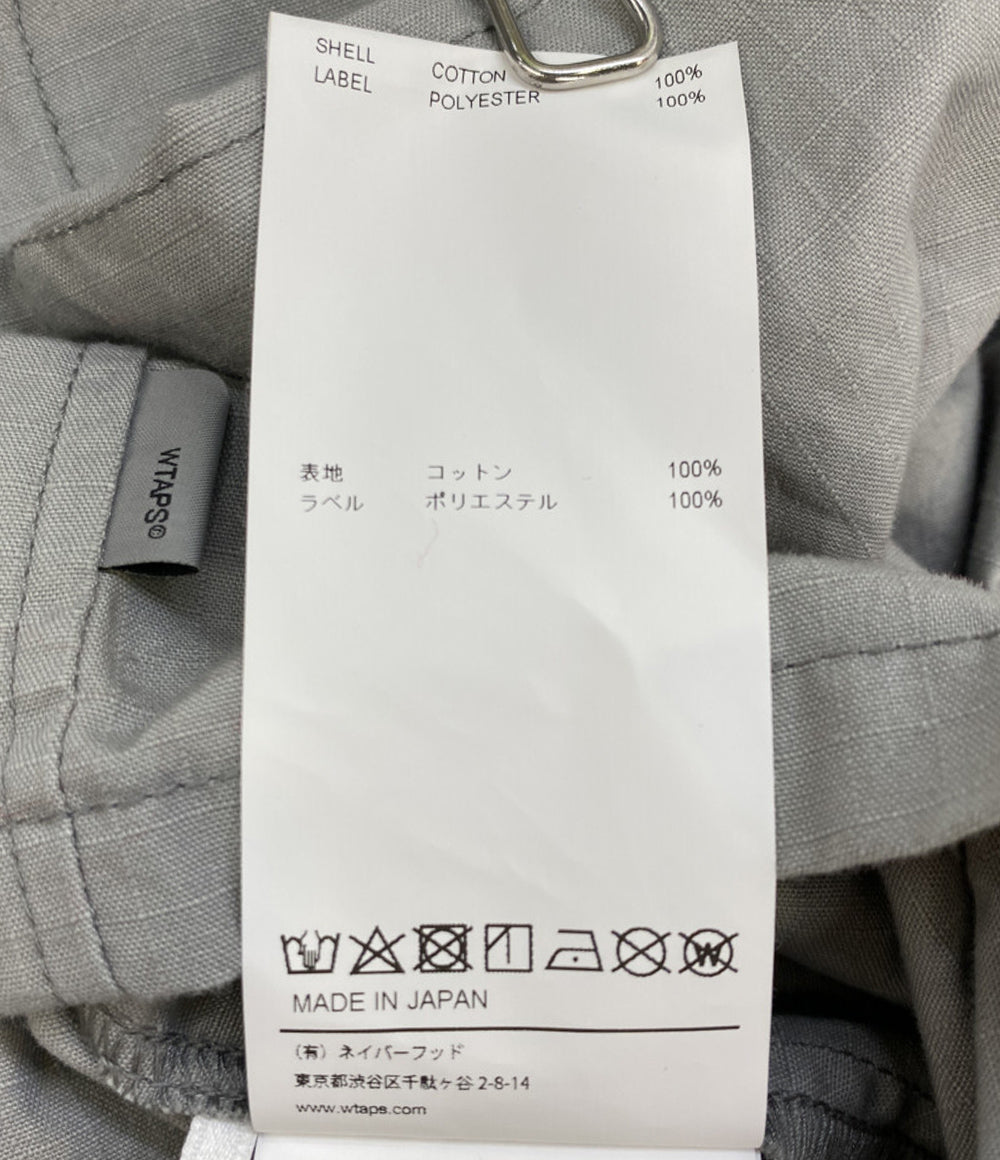 SHELL COTTON 100%
LABEL POLYESTER 100%
表地 コットン 100%
ラベル ポリエステル 100%
WTAPS©
W
MADE IN JAPAN
(有) ネイバーフッド
東京都渋谷区千駄ヶ谷 2-8-14
www.wtaps.com